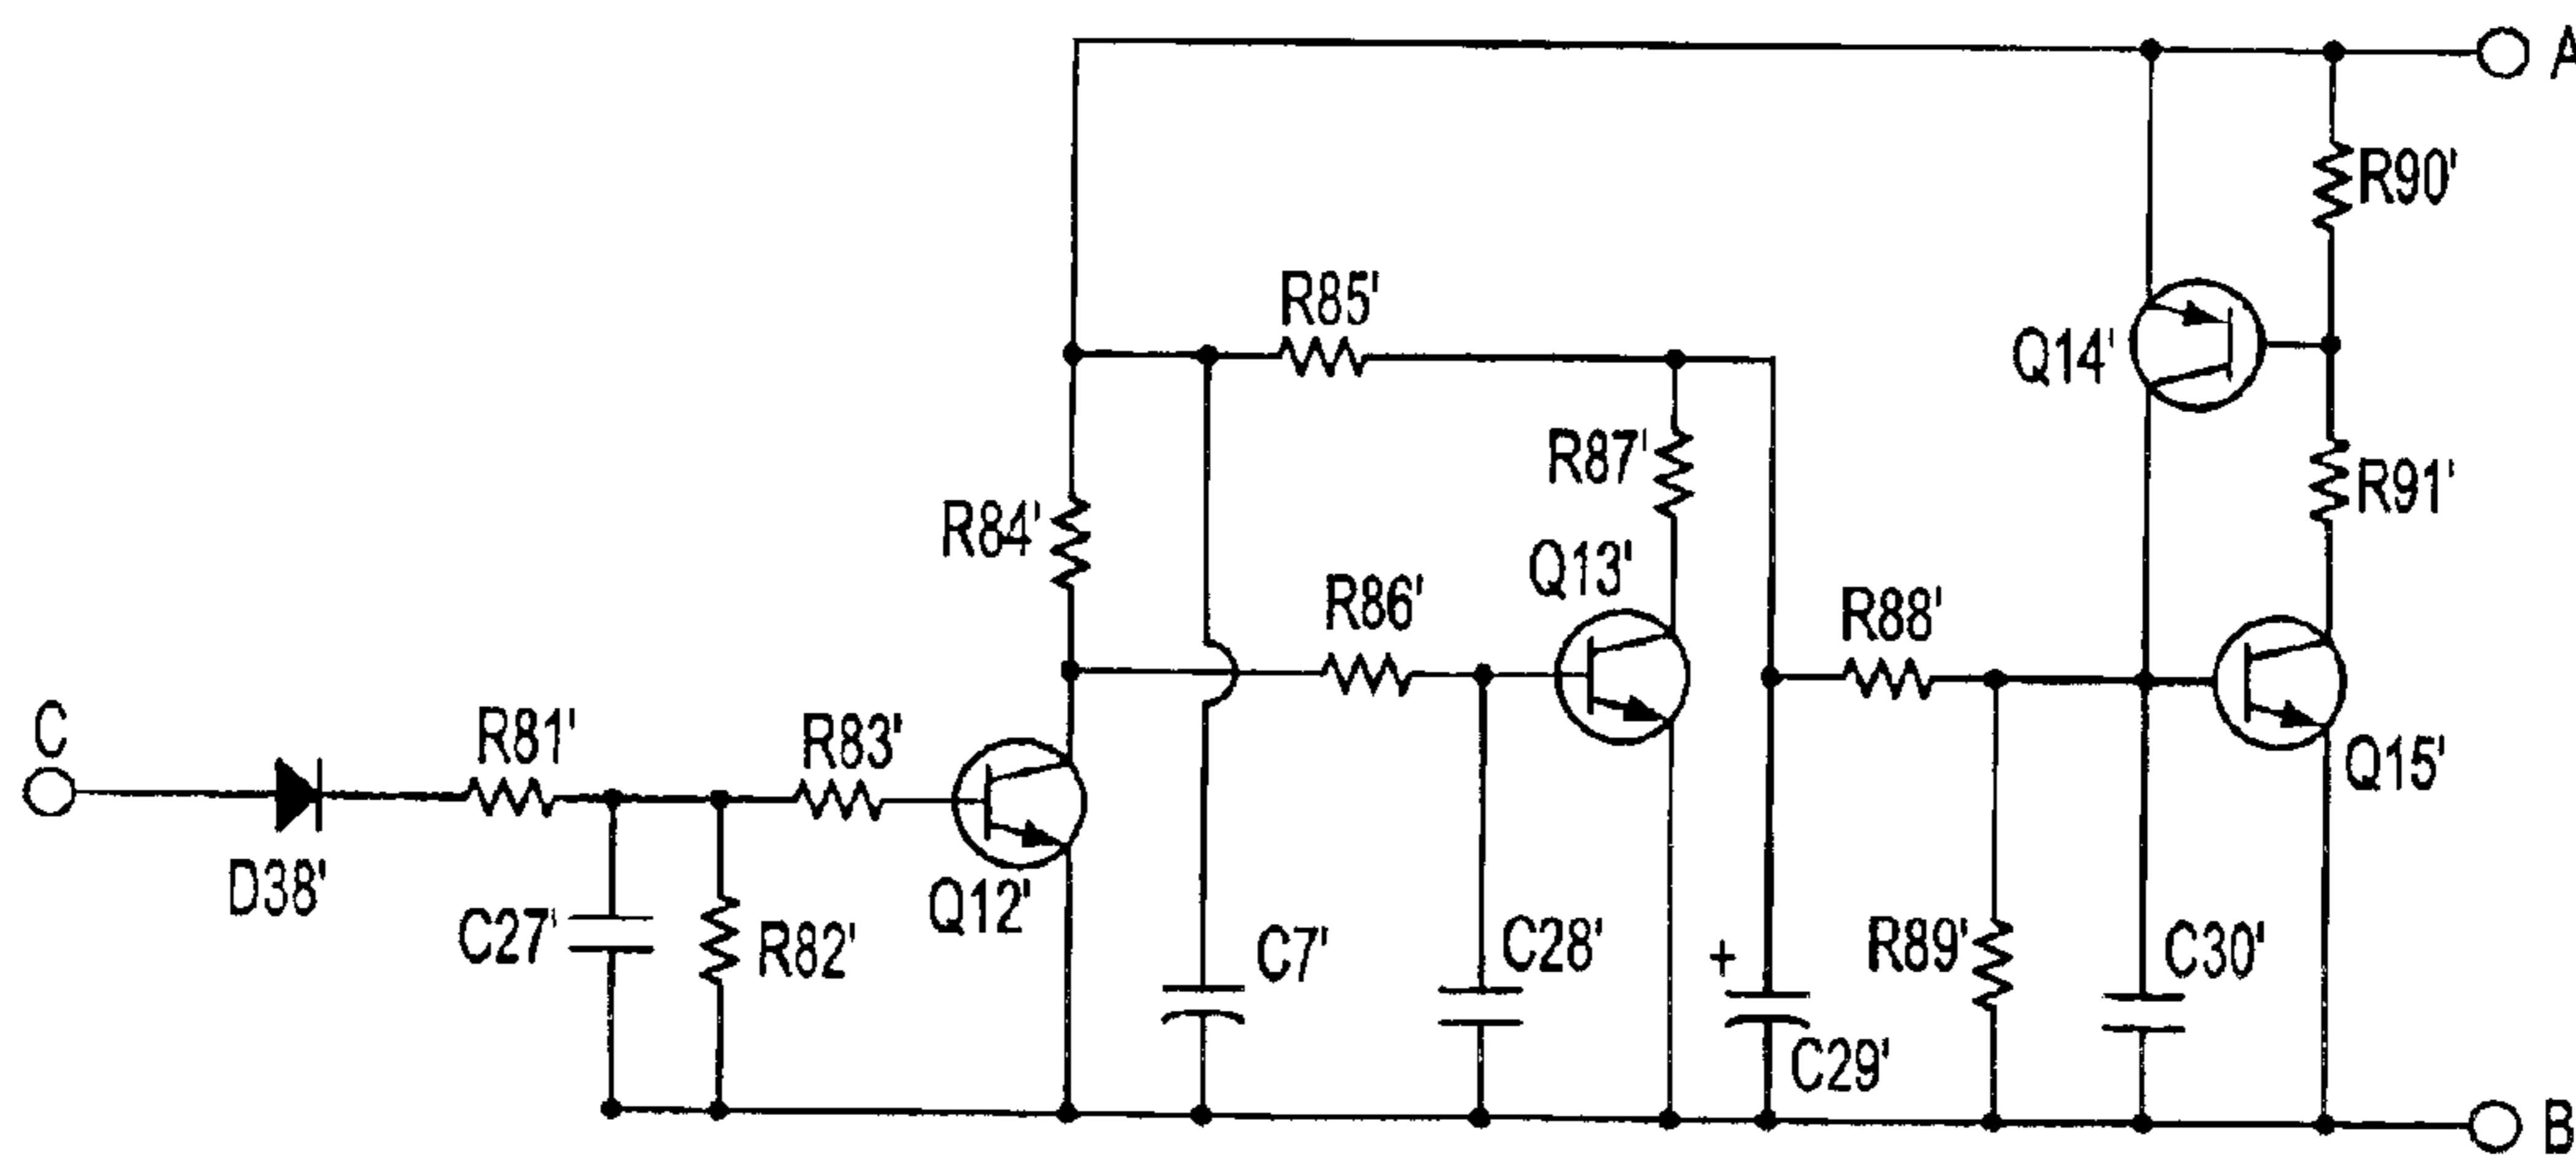 A
R90'
R85'
Q14'
R87'
R91'
R84'
Q13'
R86'
R88'
C
R81'
R83'
Q15'
D38'
Q12'
C27'
R82'
C7'
C28'
+
R89'
C30'
C29'
B